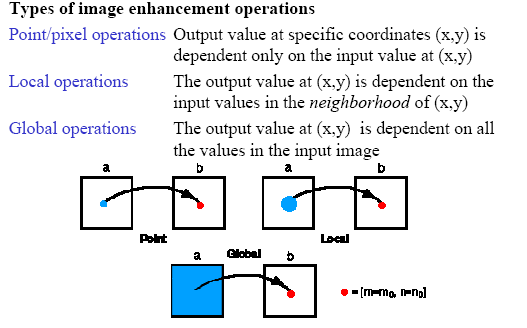 Types of image enhancement operations
Point/pixel operations Output value at specific coordinates (x,y) is
dependent only on the input value at (x,y)
Local operations The output value at (x,y) is dependent on the
input values in the neighborhood of (x,y)
Global operations The output value at (x,y) is dependent on all
the values in the input image
a b a b
Point Local
a Global b
= [m=m0, n=n0]